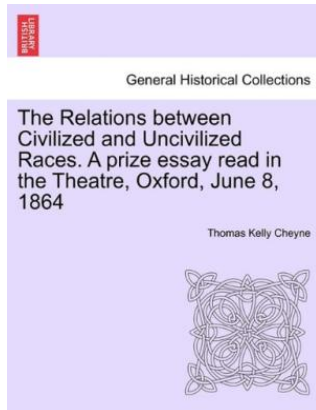 BRITISH
LIBRARY
General Historical Collections
The Relations between
Civilized and Uncivilized
Races. A prize essay read in
the Theatre, Oxford, June 8,
1864
Thomas Kelly Cheyne